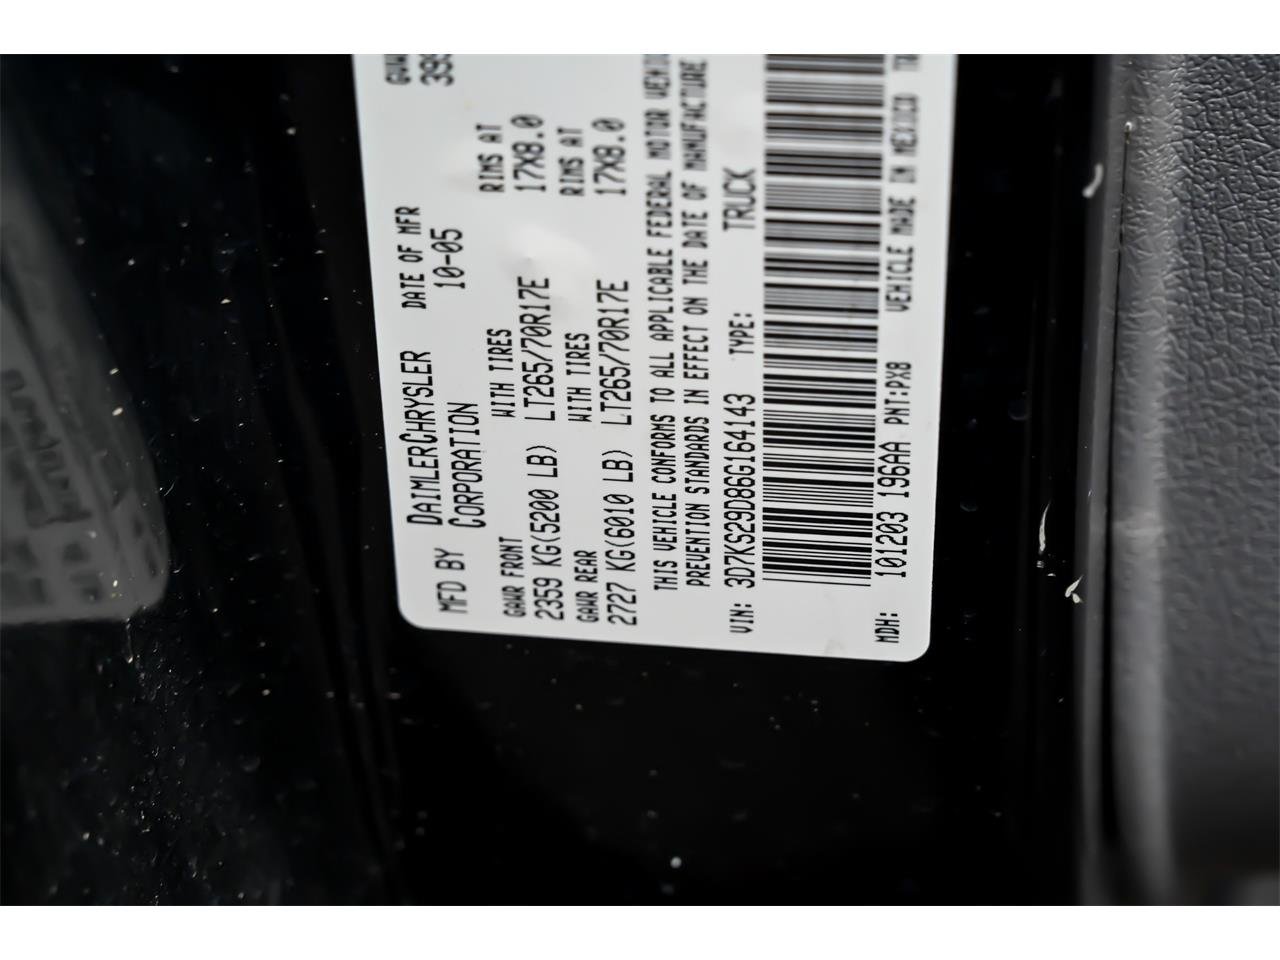 MFD BY DAIMLERCHRYSLER DATE OF MFR GVW
CORPORATION 10-05 399
GAWR FRONT WITH TIRES RIMS AT
2359 KG(5200 LB) LT265/70R17E 17X8.0
GAWR REAR WITH TIRES RIMS AT
2727 KG(6010 LB) LT265/70R17E 17X8.0
THIS VEHICLE CONFORMS TO ALL APPLICABLE FEDERAL MOTOR VEHIC
PREVENTION STANDARDS IN EFFECT ON THE DATE OF MANUFACTURE
VIN: 3D7KS29D86G164143 TYPE: TRUCK
MDH: 101203 196AA PNT:PX8 VEHICLE MADE IN MEXICO